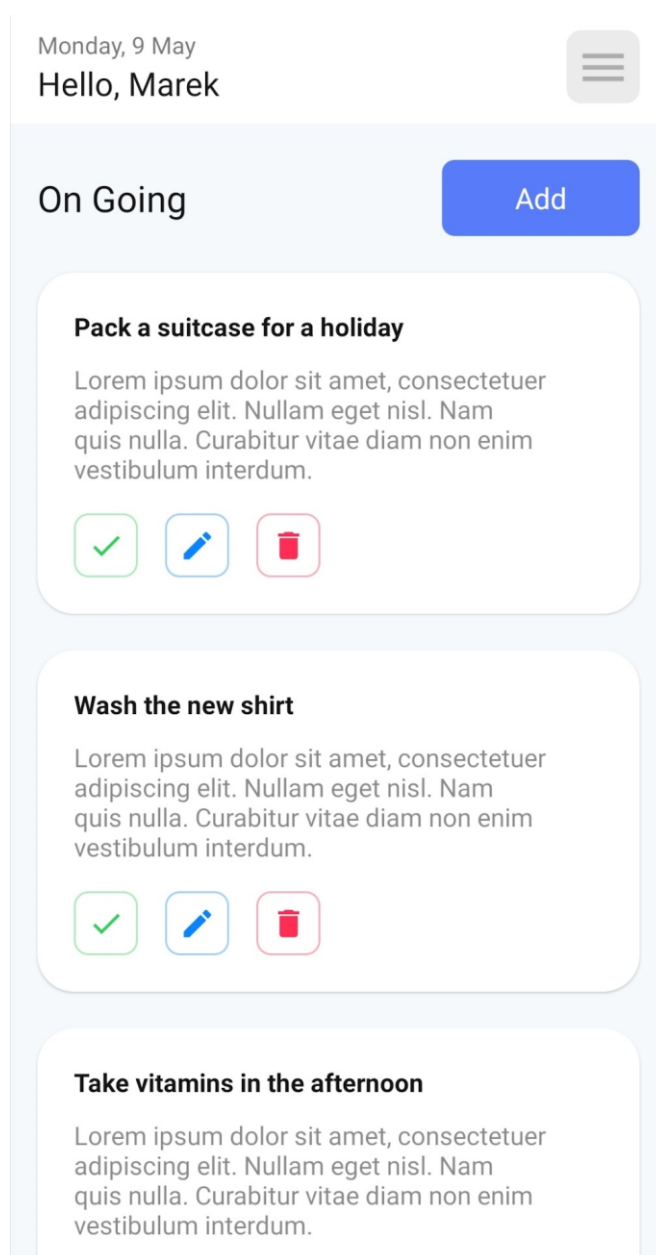 Monday, 9 May
Hello, Marek
On Going
Add
Pack a suitcase for a holiday
Lorem ipsum dolor sit amet, consectetuer
adipiscing elit. Nullam eget nisl. Nam
quis nulla. Curabitur vitae diam non enim
vestibulum interdum.
Wash the new shirt
Lorem ipsum dolor sit amet, consectetuer
adipiscing elit. Nullam eget nisl. Nam
quis nulla. Curabitur vitae diam non enim
vestibulum interdum.
Take vitamins in the afternoon
Lorem ipsum dolor sit amet, consectetuer
adipiscing elit. Nullam eget nisl. Nam
quis nulla. Curabitur vitae diam non enim
vestibulum interdum.